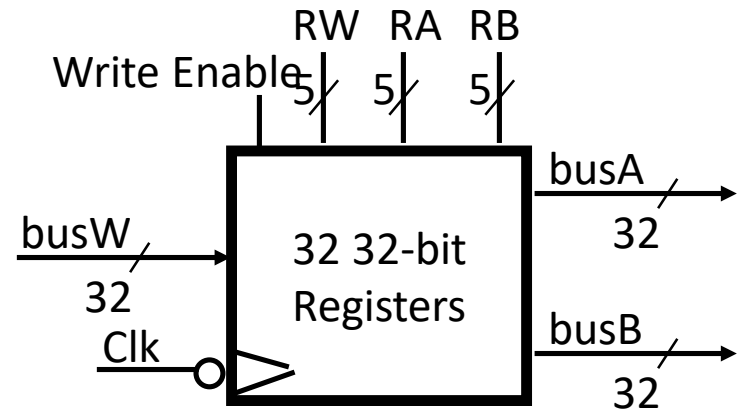 RW RA RB
Write Enable
5 5 5
busA
32
busW
32
32 32-bit
Registers
Clk
busB
32